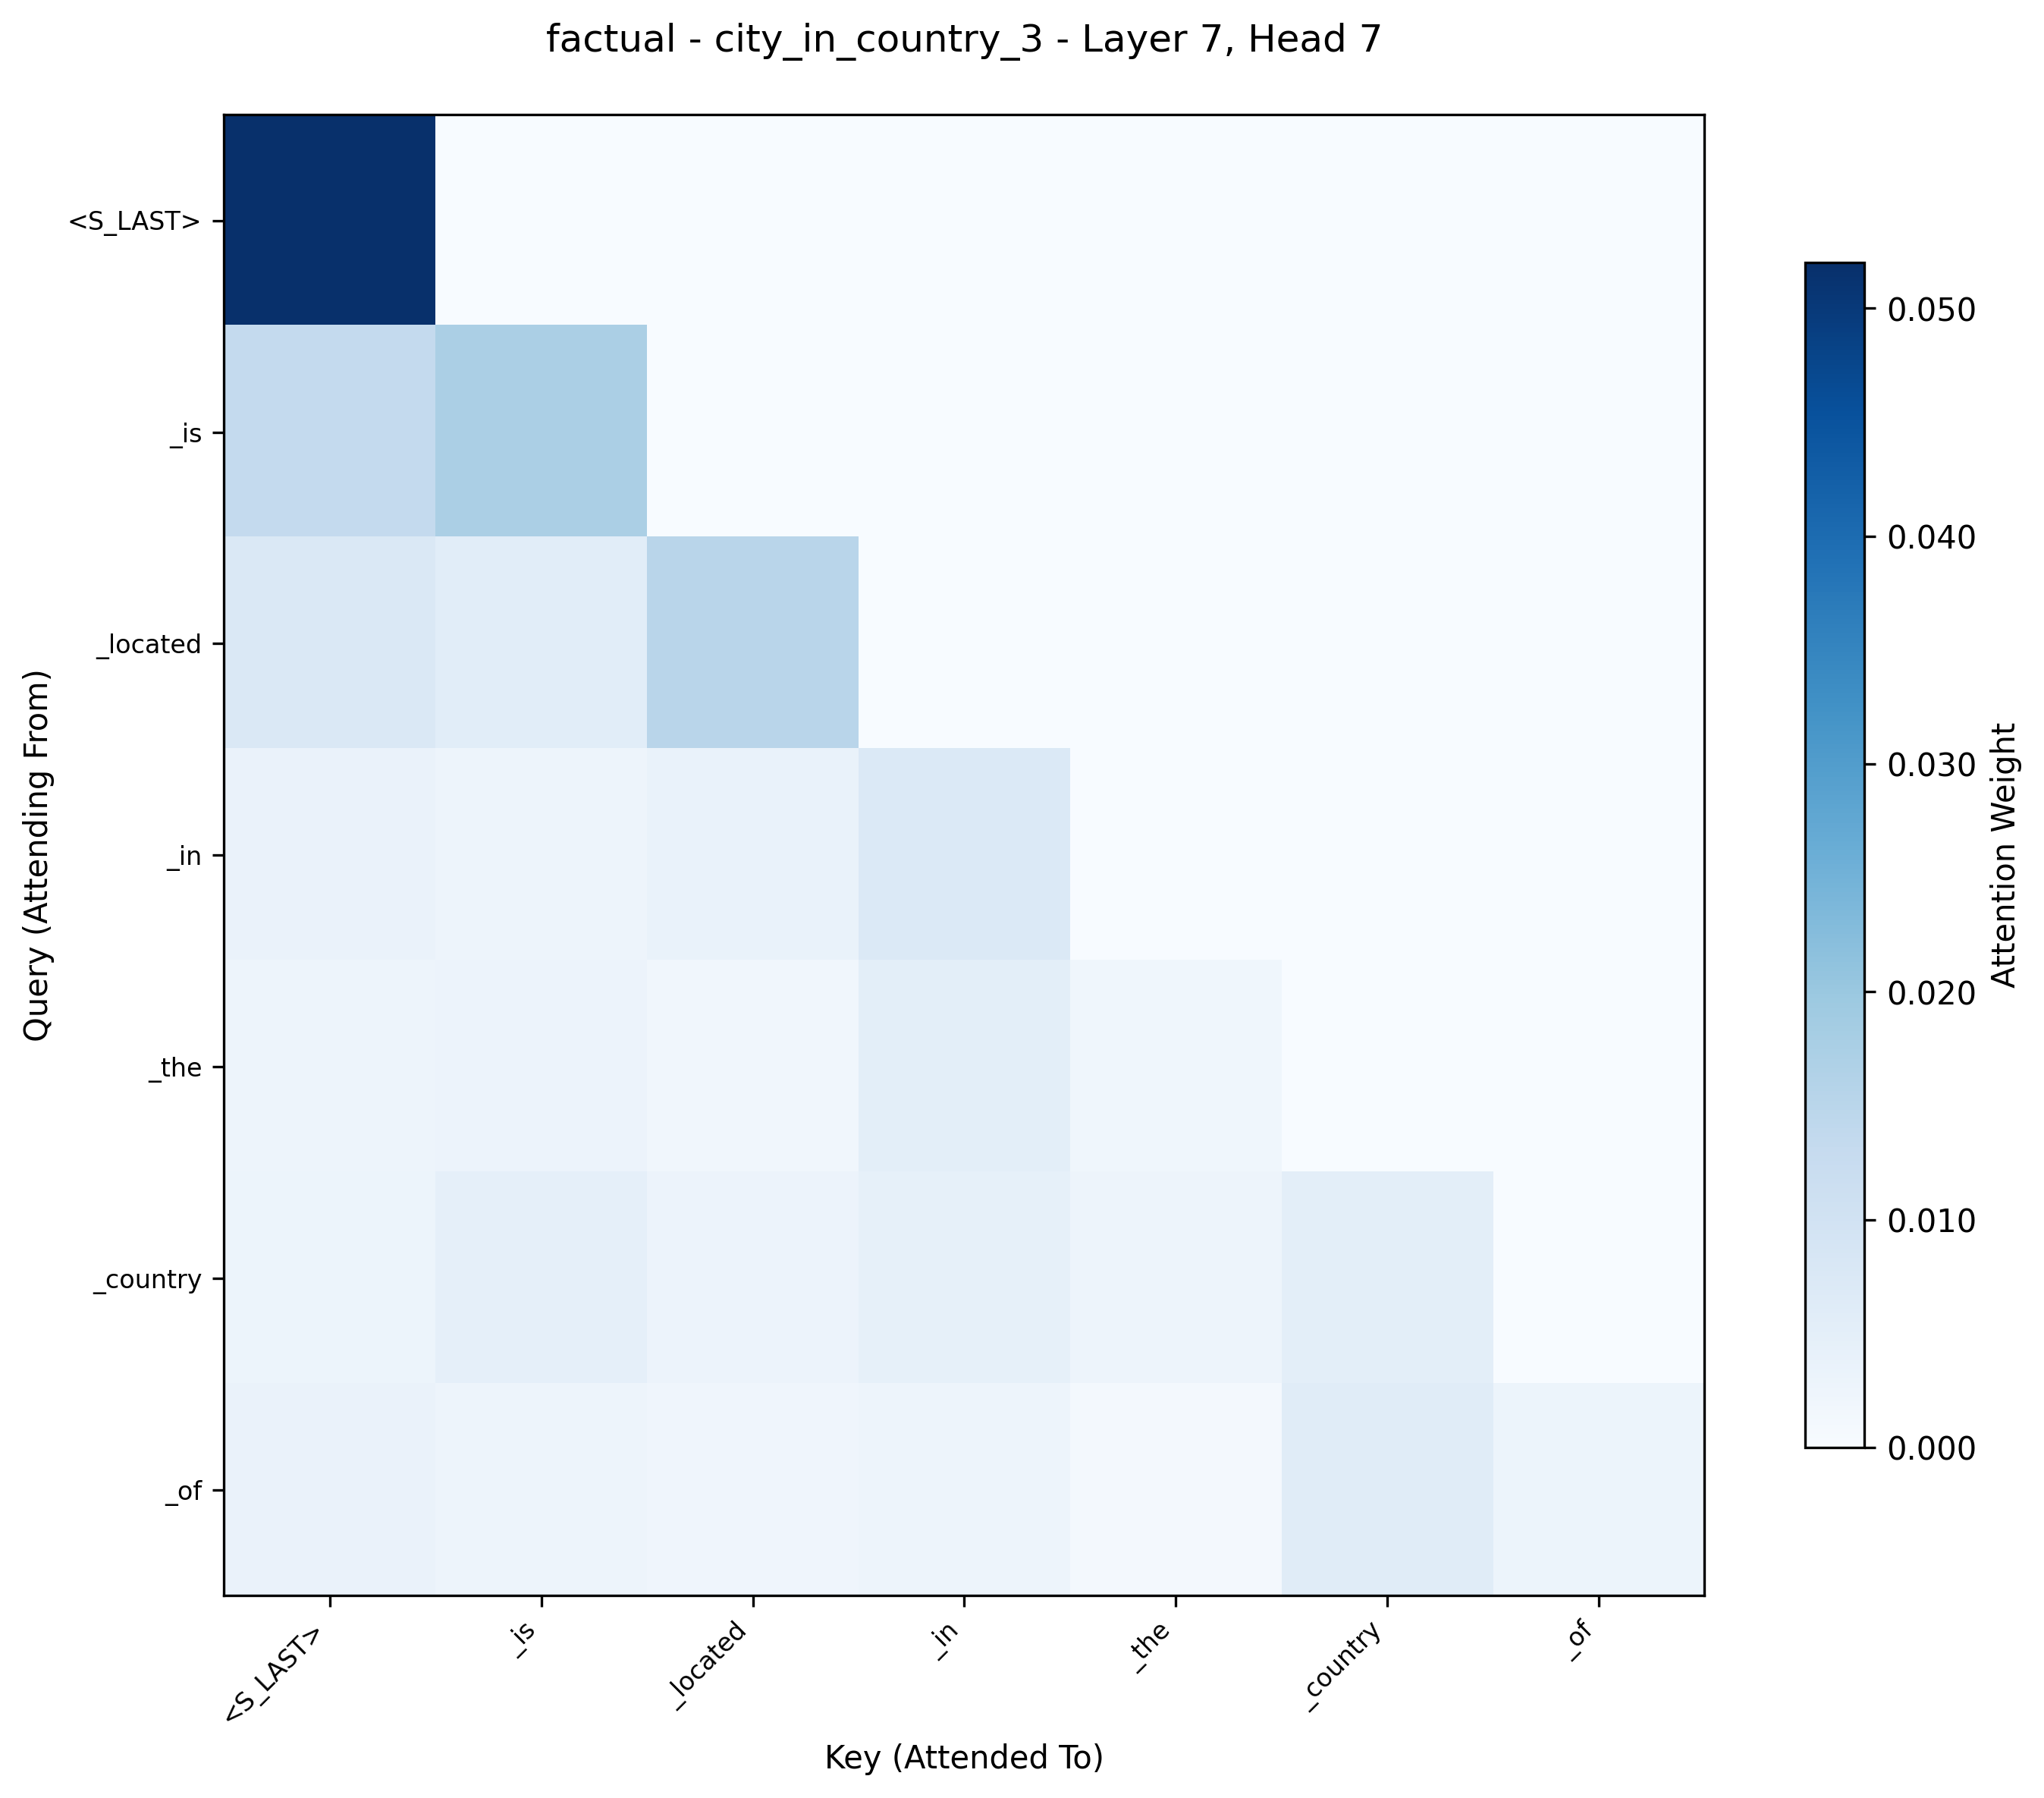 factual - city_in_country_3 - Layer 7, Head 7
Query (Attending From)
<S_LAST>
_is
_located
_in
_the
_country
_of
<S_LAST>
_is
_located
_in
_the
_country
_of
Key (Attended To)
0.050
0.040
0.030
0.020
0.010
0.000
Attention Weight